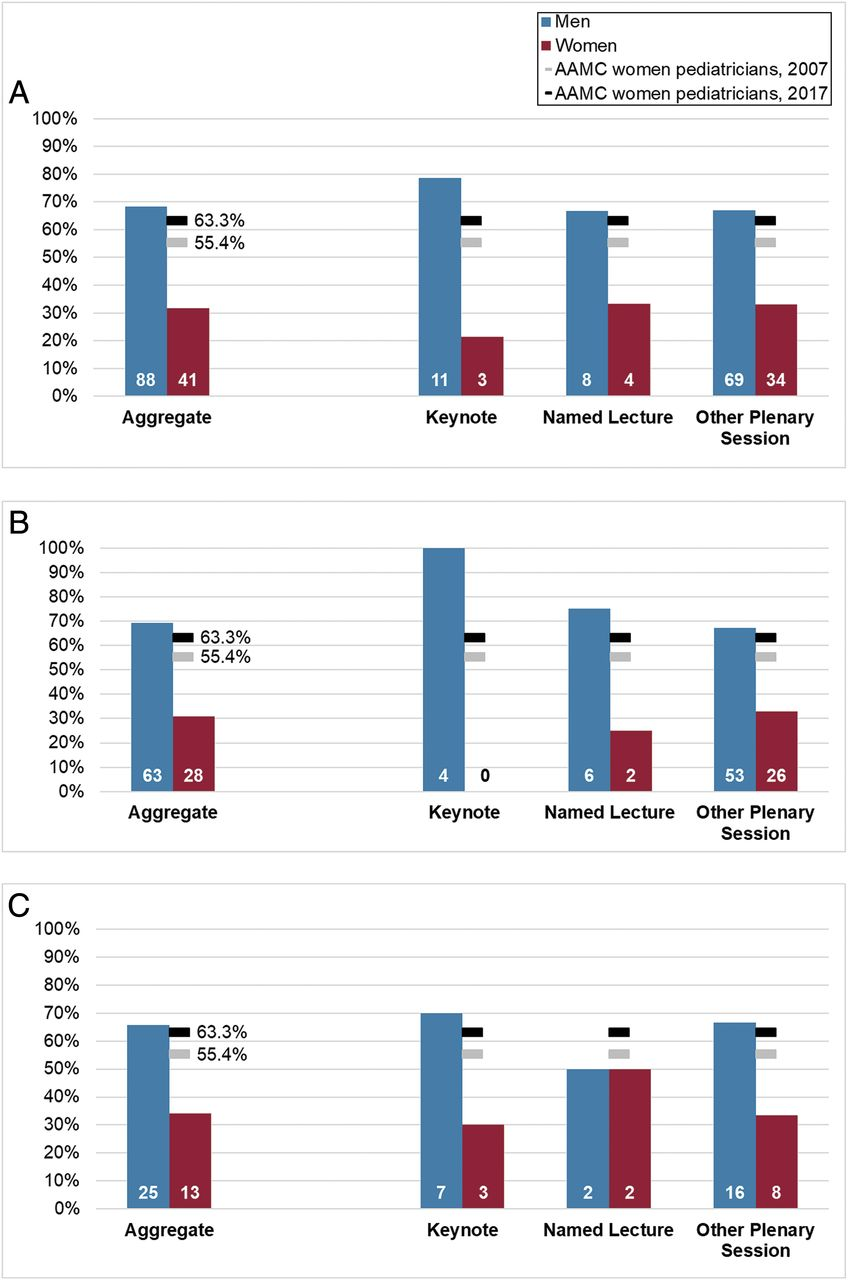 Men
Women
AAMC women pediatricians, 2007
AAMC women pediatricians, 2017
A
100%
90%
80%
70%
60%
50%
40%
30%
20%
10%
0%
63.3%
55.4%
88 41 11 3 8 4 69 34
Aggregate Keynote Named Lecture Other Plenary
Session
B
100%
90%
80%
70%
60%
50%
40%
30%
20%
10%
0%
63.3%
55.4%
63 28 4 0 6 2 53 26
Aggregate Keynote Named Lecture Other Plenary
Session
C
100%
90%
80%
70%
60%
50%
40%
30%
20%
10%
0%
63.3%
55.4%
25 13 7 3 2 2 16 8
Aggregate Keynote Named Lecture Other Plenary
Session